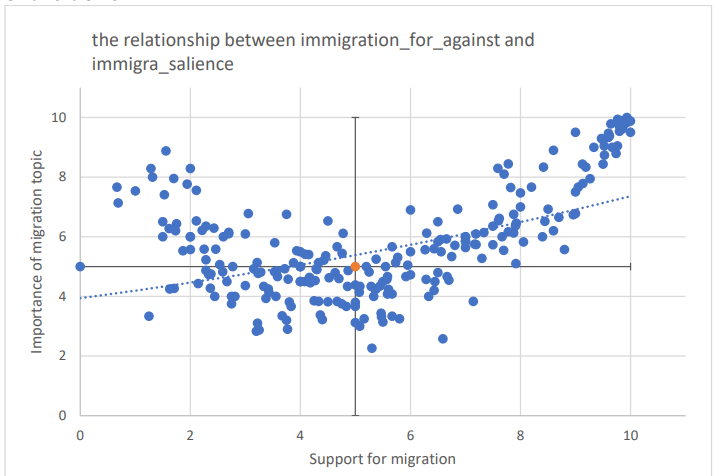 the relationship between immigration_for_against and
immigra_salience
Importance of migration topic
10
8
6
4
2
0
0 2 4 6 8 10
Support for migration